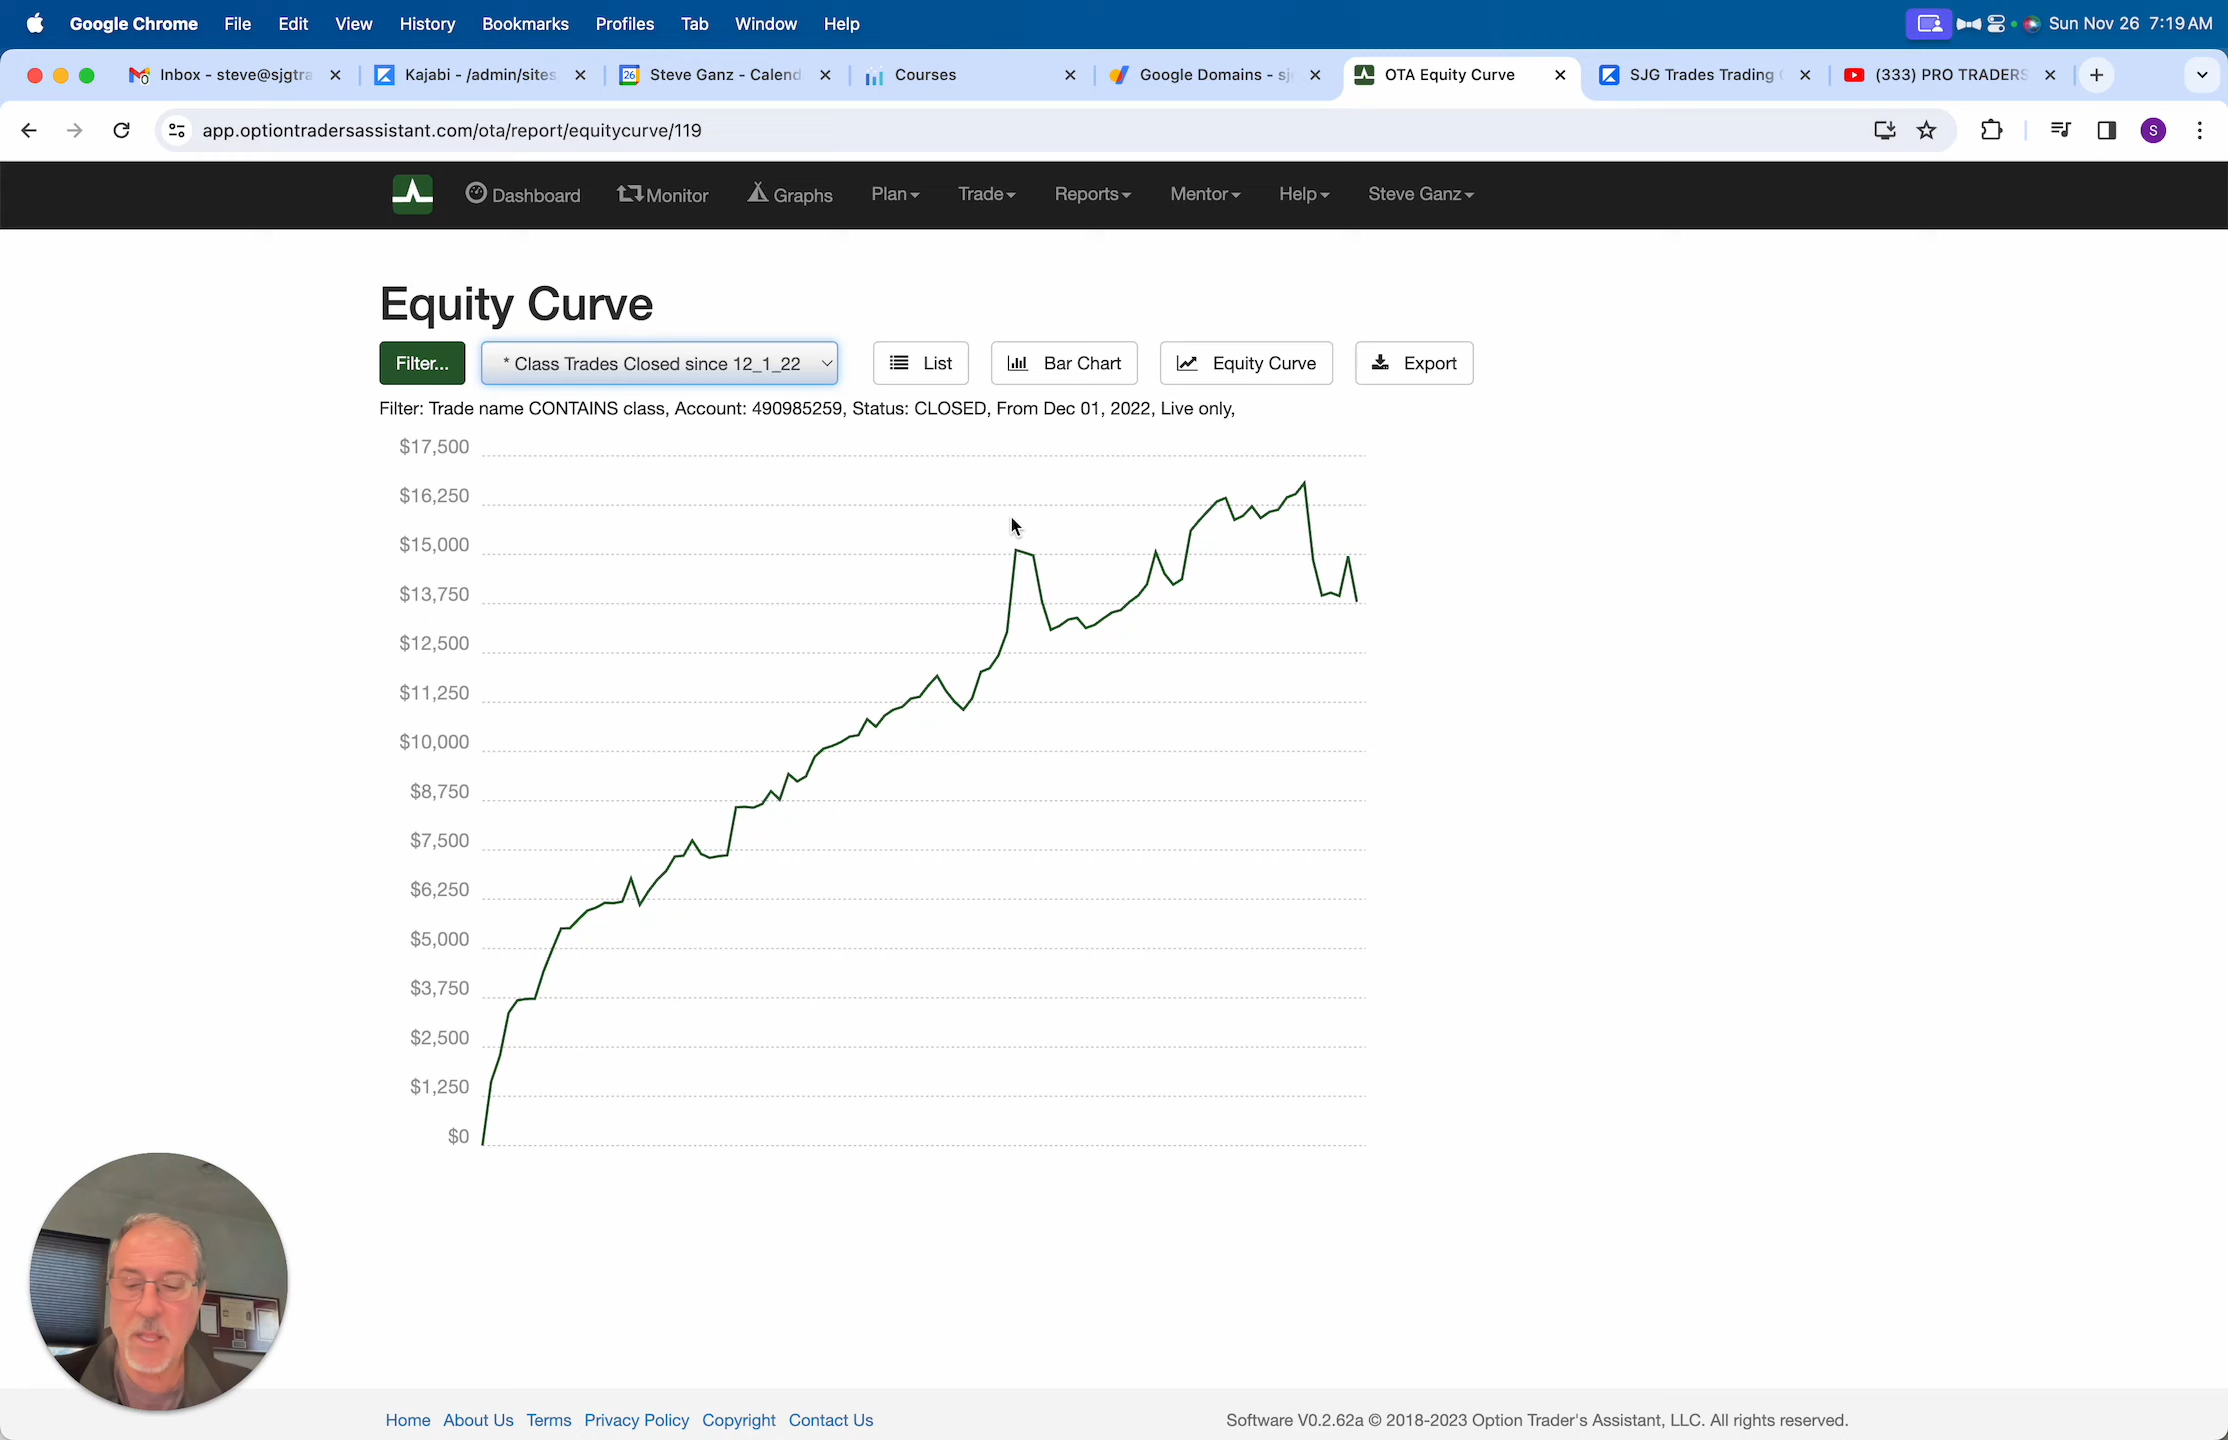 Google Chrome File Edit View History Bookmarks Profiles Tab Window Help Sun Nov 26 7:19 AM
Inbox - steve@sjgtra Kajabi - /admin/sites 26 Steve Ganz - Calend Courses Google Domains - sj OTA Equity Curve SJG Trades Trading (333) PRO TRADERS
app.optiontradersassistant.com/ota/report/equitycurve/119 S
Dashboard Monitor Graphs Plan Trade Reports Mentor Help Steve Ganz
Equity Curve
Filter... * Class Trades Closed since 12_1_22 List Bar Chart Equity Curve Export
Filter: Trade name CONTAINS class, Account: 490985259, Status: CLOSED, From Dec 01, 2022, Live only,
$17,500
$16,250
$15,000
$13,750
$12,500
$11,250
$10,000
$8,750
$7,500
$6,250
$5,000
$3,750
$2,500
$1,250
$0
Home About Us Terms Privacy Policy Copyright Contact Us Software V0.2.62a © 2018-2023 Option Trader's Assistant, LLC. All rights reserved.